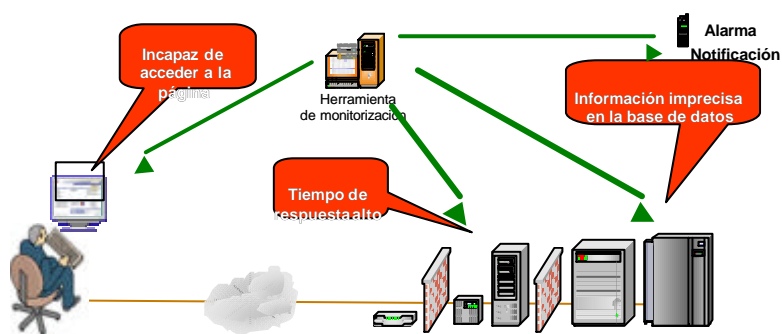 Incapaz de
acceder a la
página
Herramienta
de monitorización
Alarma
Notificación
Información imprecisa
en la base de datos
Tiempo de
respuesta alto